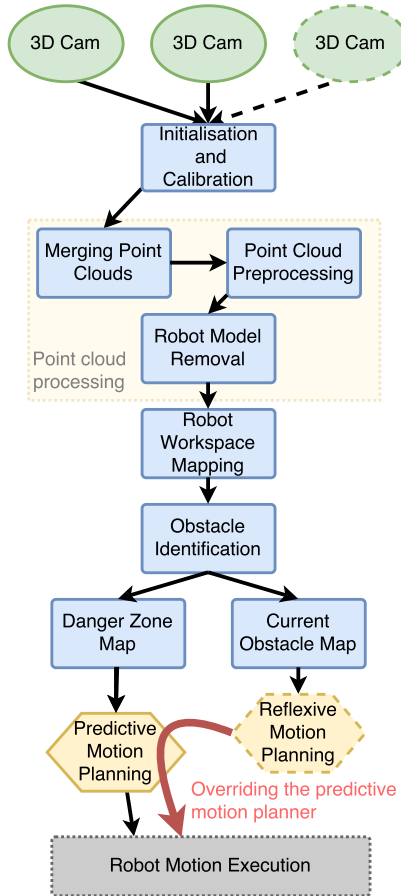 3D Cam
3D Cam
3D Cam
Initialisation
and
Calibration
Merging Point
Clouds
Point Cloud
Preprocessing
Robot Model
Removal
Point cloud
processing
Robot
Workspace
Mapping
Obstacle
Identification
Danger Zone
Map
Current
Obstacle Map
Predictive
Motion
Planning
Reflexive
Motion
Planning
Overriding the predictive
motion planner
Robot Motion Execution